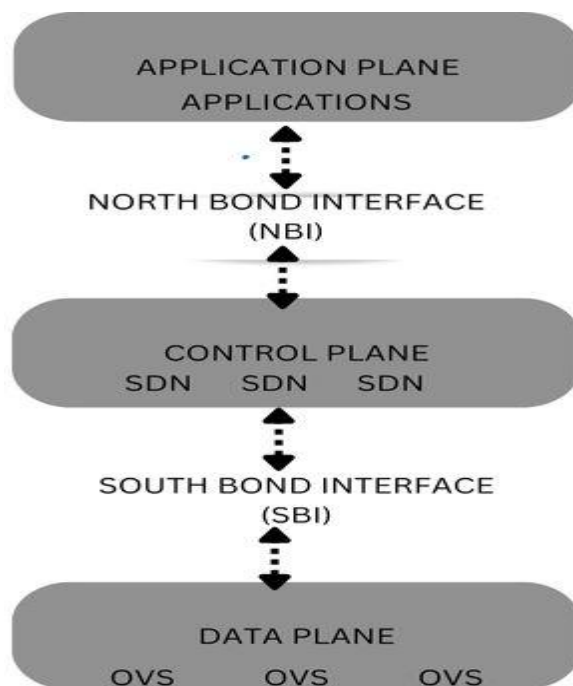 APPLICATION PLANE
APPLICATIONS
NORTH BOND INTERFACE
(NBI)
CONTROL PLANE
SDN SDN SDN
SOUTH BOND INTERFACE
(SBI)
DATA PLANE
OVS OVS OVS